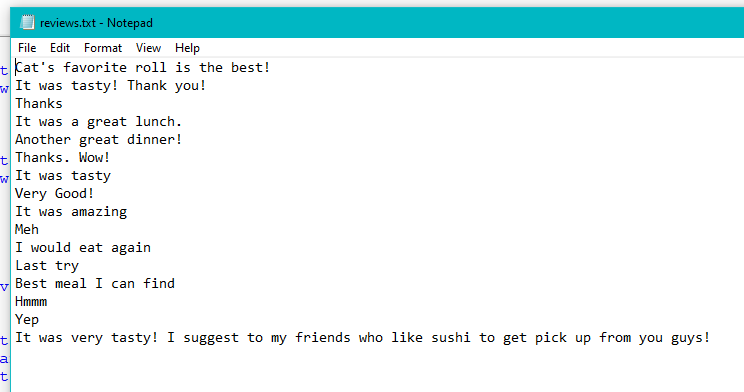 reviews.txt - Notepad
File Edit Format View Help
Cat's favorite roll is the best!
It was tasty! Thank you!
Thanks
It was a great lunch.
Another great dinner!
Thanks. Wow!
It was tasty
Very Good!
It was amazing
Meh
I would eat again
Last try
Best meal I can find
Hmmm
Yep
It was very tasty! I suggest to my friends who like sushi to get pick up from you guys!